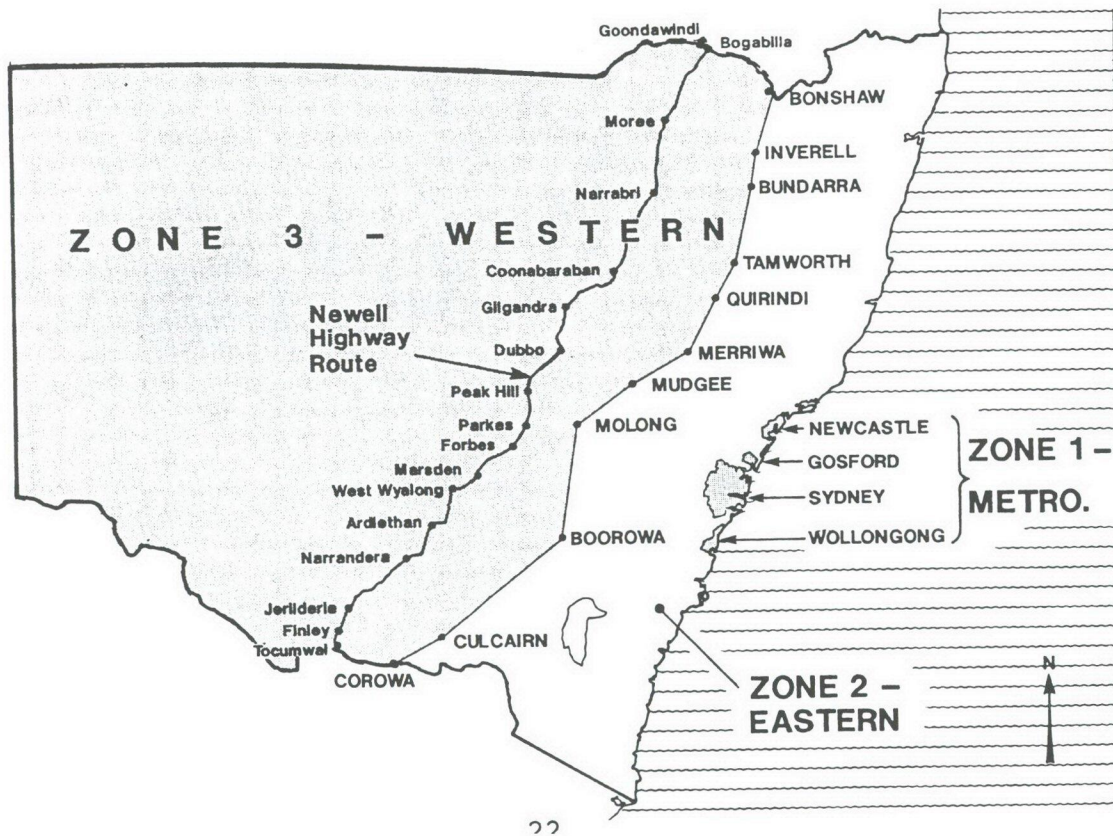 Goondawindi
Bogabilla
BONSHAW
Moree
INVERELL
BUNDARRA
Narrabri
ZONE 3 – WESTERN
TAMWORTH
Coonabaraban
QUIRINDI
Gilgandra
Newell
Highway
Route
Dubbo
MERRIWA
MUDGEE
Peak Hill
Parkes
MOLONG
NEWCASTLE
Forbes
ZONE 1 –
METRO.
GOSFORD
Marsden
West Wyalong
SYDNEY
Ardlethan
BOOROWA
WOLLONGONG
Narrandera
Jerilderie
Finley
CULCAIRN
Tocumwal
COROWA
ZONE 2 –
EASTERN
N
22